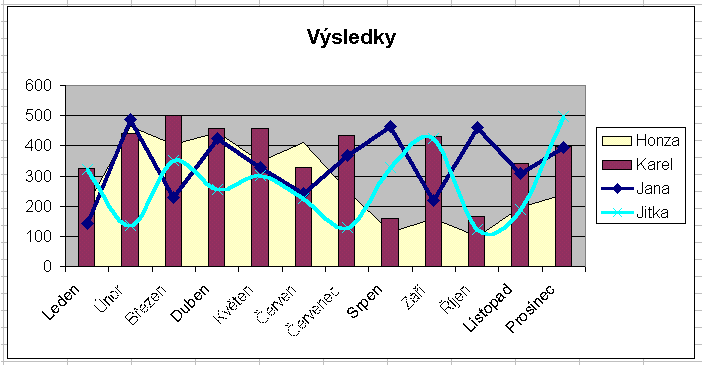 Výsledky
600
500
400
300
200
100
0
Leden
Únor
Březen
Duben
Květen
Červen
Červenec
Srpen
Září
Říjen
Listopad
Prosinec
Honza
Karel
Jana
Jitka